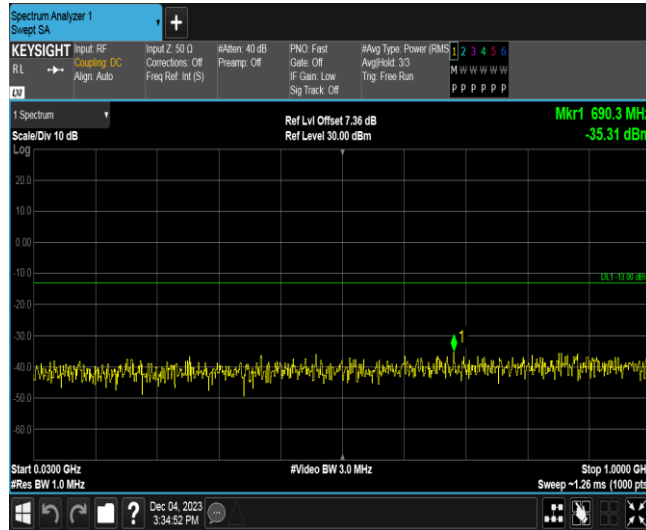 Spectrum Analyzer 1
Swept SA
KEYSIGHT
RL
LXI
Input: RF
Coupling: DC
Align: Auto
Input Z: 50 Ω
Corrections: Off
Freq Ref: Int (S)
#Atten: 40 dB
Preamp: Off
PNO: Fast
Gate: Off
IF Gain: Low
Sig Track: Off
#Avg Type: Power (RMS
Avg|Hold: 3/3
Trig: Free Run
1 2 3 4 5 6
M W W W W W
P P P P P P
1 Spectrum
Scale/Div 10 dB
Log
Ref Lvl Offset 7.36 dB
Ref Level 30.00 dBm
Mkr1 690.3 MHz
-35.31 dBm
20.0
10.0
0.00
-10.0
DL1 -13.00 dBm
-20.0
-30.0
1
-40.0
-50.0
-60.0
Start 0.0300 GHz
#Res BW 1.0 MHz
#Video BW 3.0 MHz
Stop 1.0000 GH
Sweep ~1.26 ms (1000 pts
?
Dec 04, 2023
3:34:52 PM